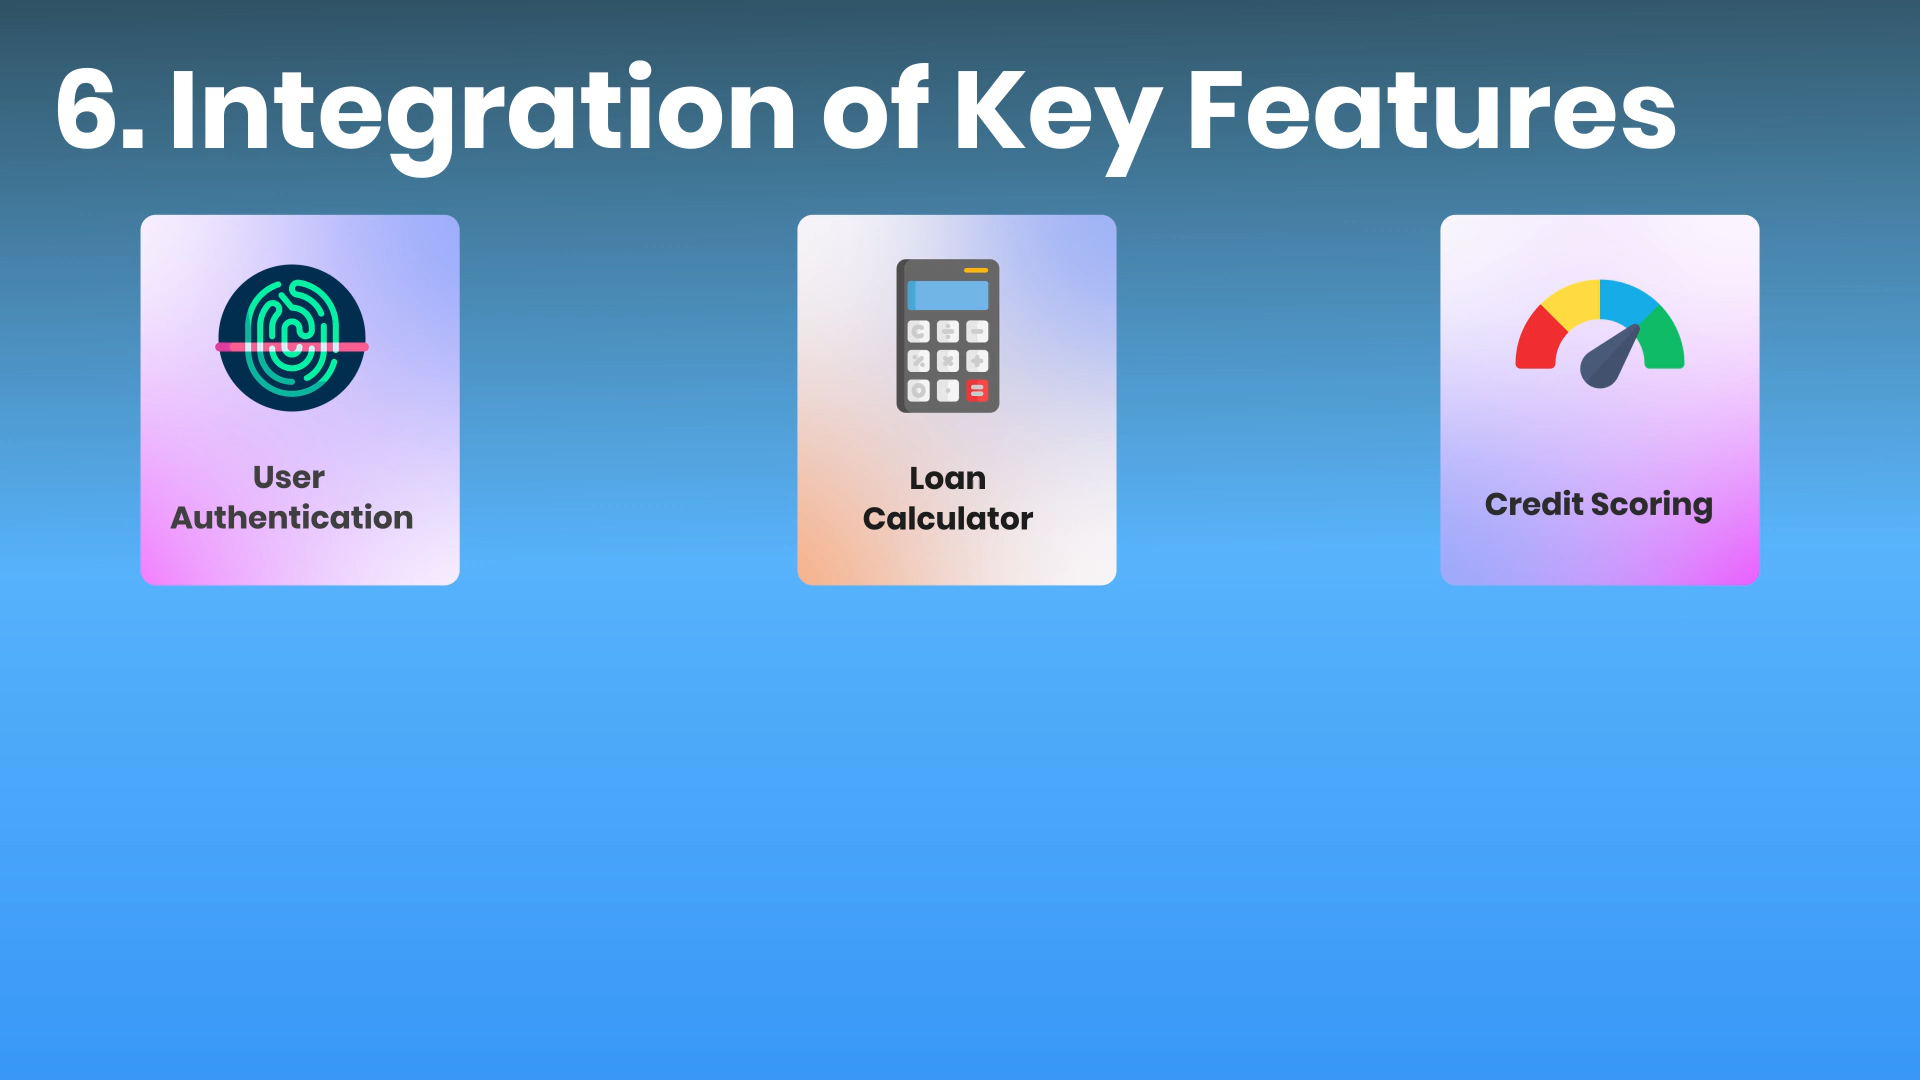 6. Integration of Key Features
User
Authentication
Loan
Calculator
Credit Scoring